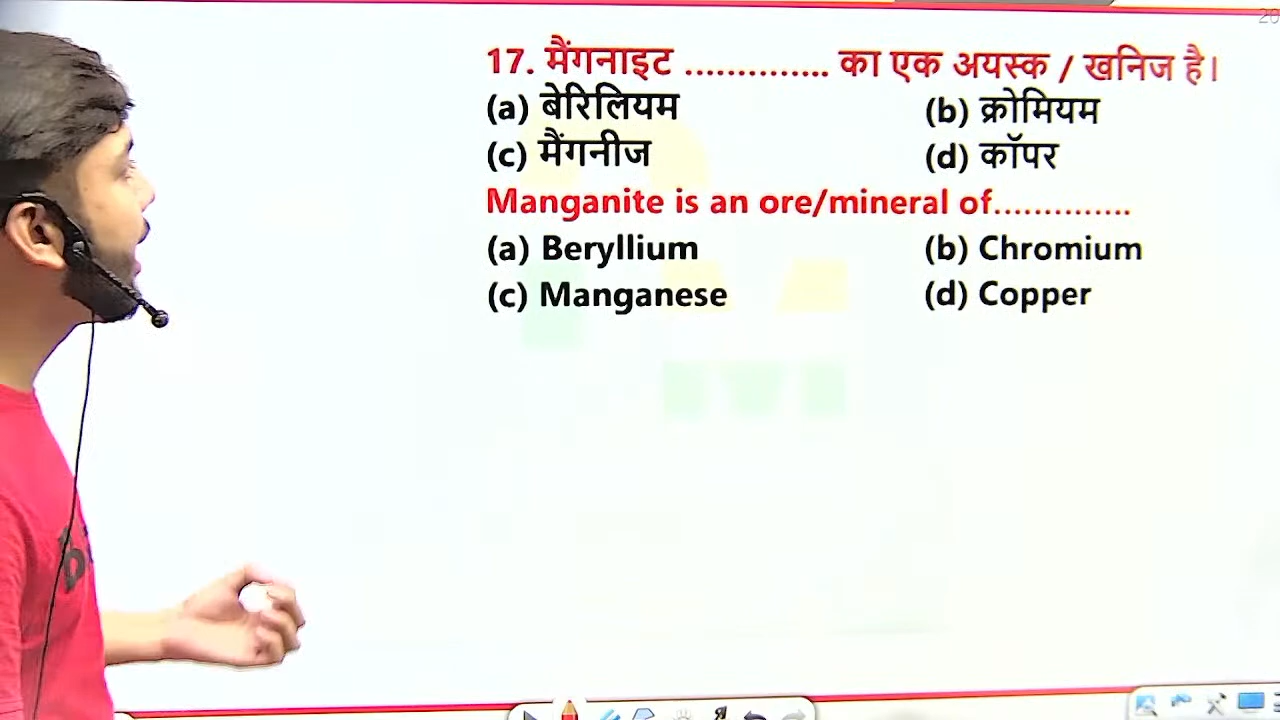 17. मैंगनाइट .............. का एक अयस्क / खनिज है।
(a) बेरिलियम (b) क्रोमियम
(c) मैंगनीज (d) कॉपर
Manganite is an ore/mineral of..............
(a) Beryllium (b) Chromium
(c) Manganese (d) Copper